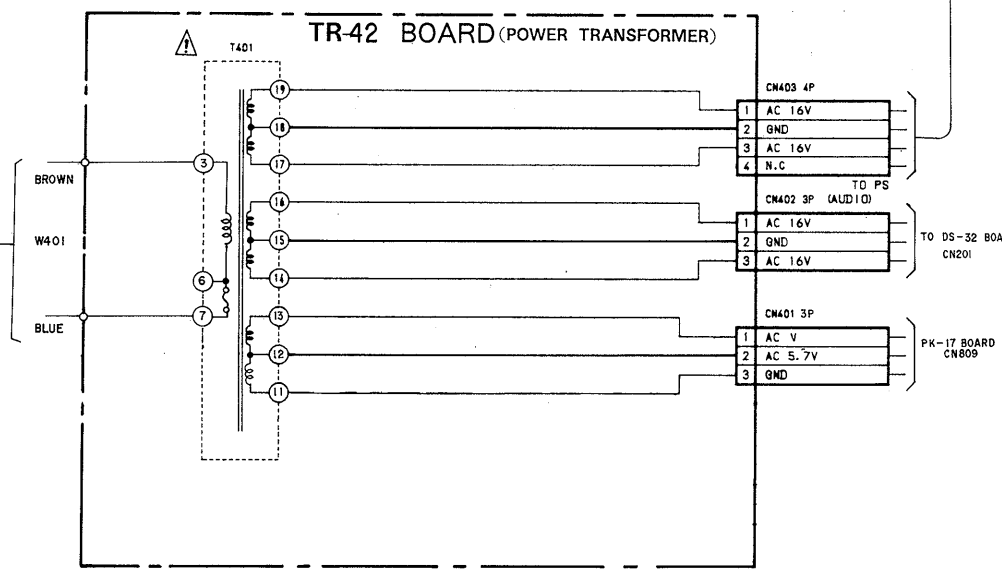 TR-42 BOARD (POWER TRANSFORMER)
T401
19
18
17
16
15
14
13
12
11
3
6
7
BROWN
W401
BLUE
CN403 4P
1 AC 16V
2 GND
3 AC 16V
4 N.C
TO PS
(AUDIO)
CN402 3P
1 AC 16V
2 GND
3 AC 16V
TO DS-32 BOA
CN201
CN401 3P
1 AC V
2 AC 5.7V
3 GND
PK-17 BOARD
CN809